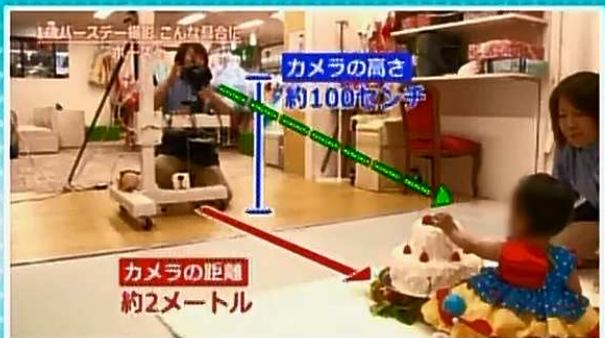 1歳バースデー撮影 こんな具合に
カメラの高さ
約100センチ
カメラの距離
約2メートル